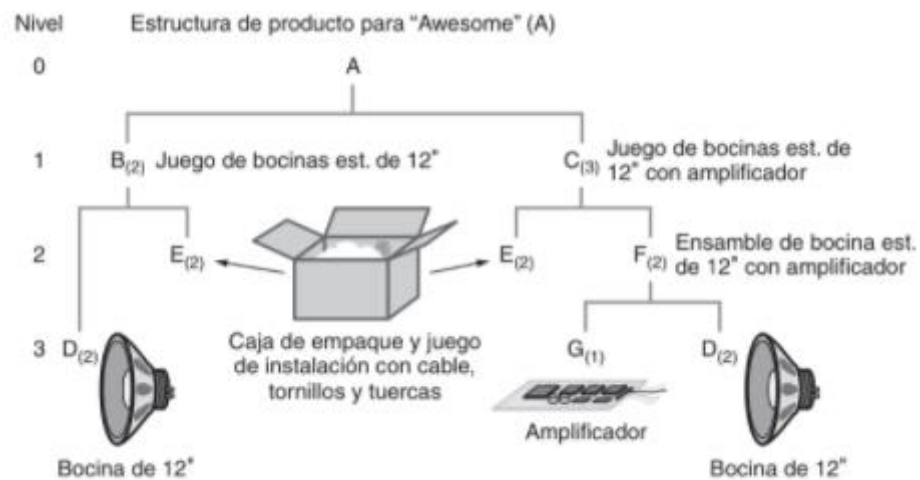 Nivel Estructura de producto para "Awesome" (A)
0 A
1 B(2) Juego de bocinas est. de 12" C(3) Juego de bocinas est. de
12" con amplificador
2 E(2) E(2) F(2) Ensamble de bocina est.
de 12" con amplificador
3 D(2) Caja de empaque y juego
de instalación con cable,
tornillos y tuercas
G(1) D(2)
Amplificador
Bocina de 12" Bocina de 12"